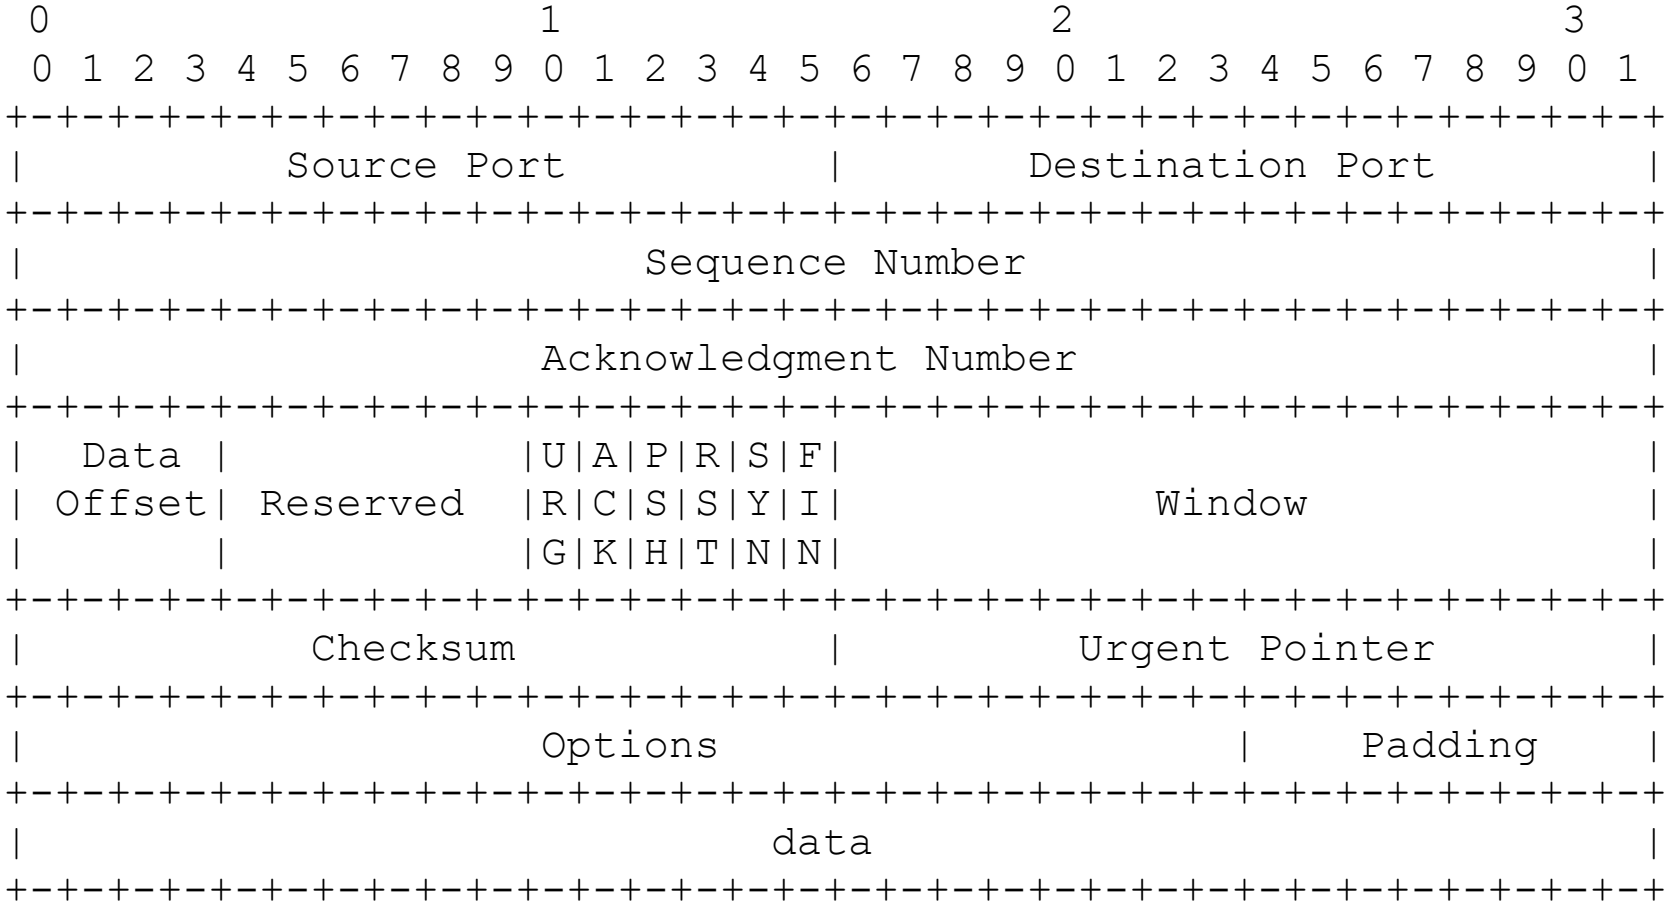 0                   1                   2                   3
 0 1 2 3 4 5 6 7 8 9 0 1 2 3 4 5 6 7 8 9 0 1 2 3 4 5 6 7 8 9 0 1
+-+-+-+-+-+-+-+-+-+-+-+-+-+-+-+-+-+-+-+-+-+-+-+-+-+-+-+-+-+-+-+-+
|          Source Port          |       Destination Port        |
+-+-+-+-+-+-+-+-+-+-+-+-+-+-+-+-+-+-+-+-+-+-+-+-+-+-+-+-+-+-+-+-+
|                        Sequence Number                        |
+-+-+-+-+-+-+-+-+-+-+-+-+-+-+-+-+-+-+-+-+-+-+-+-+-+-+-+-+-+-+-+-+
|                    Acknowledgment Number                      |
+-+-+-+-+-+-+-+-+-+-+-+-+-+-+-+-+-+-+-+-+-+-+-+-+-+-+-+-+-+-+-+-+
|  Data |           |U|A|P|R|S|F|                               |
| Offset| Reserved  |R|C|S|S|Y|I|            Window             |
|       |           |G|K|H|T|N|N|                               |
+-+-+-+-+-+-+-+-+-+-+-+-+-+-+-+-+-+-+-+-+-+-+-+-+-+-+-+-+-+-+-+-+
|           Checksum            |         Urgent Pointer        |
+-+-+-+-+-+-+-+-+-+-+-+-+-+-+-+-+-+-+-+-+-+-+-+-+-+-+-+-+-+-+-+-+
|                    Options                    |    Padding    |
+-+-+-+-+-+-+-+-+-+-+-+-+-+-+-+-+-+-+-+-+-+-+-+-+-+-+-+-+-+-+-+-+
|                             data                              |
+-+-+-+-+-+-+-+-+-+-+-+-+-+-+-+-+-+-+-+-+-+-+-+-+-+-+-+-+-+-+-+-+